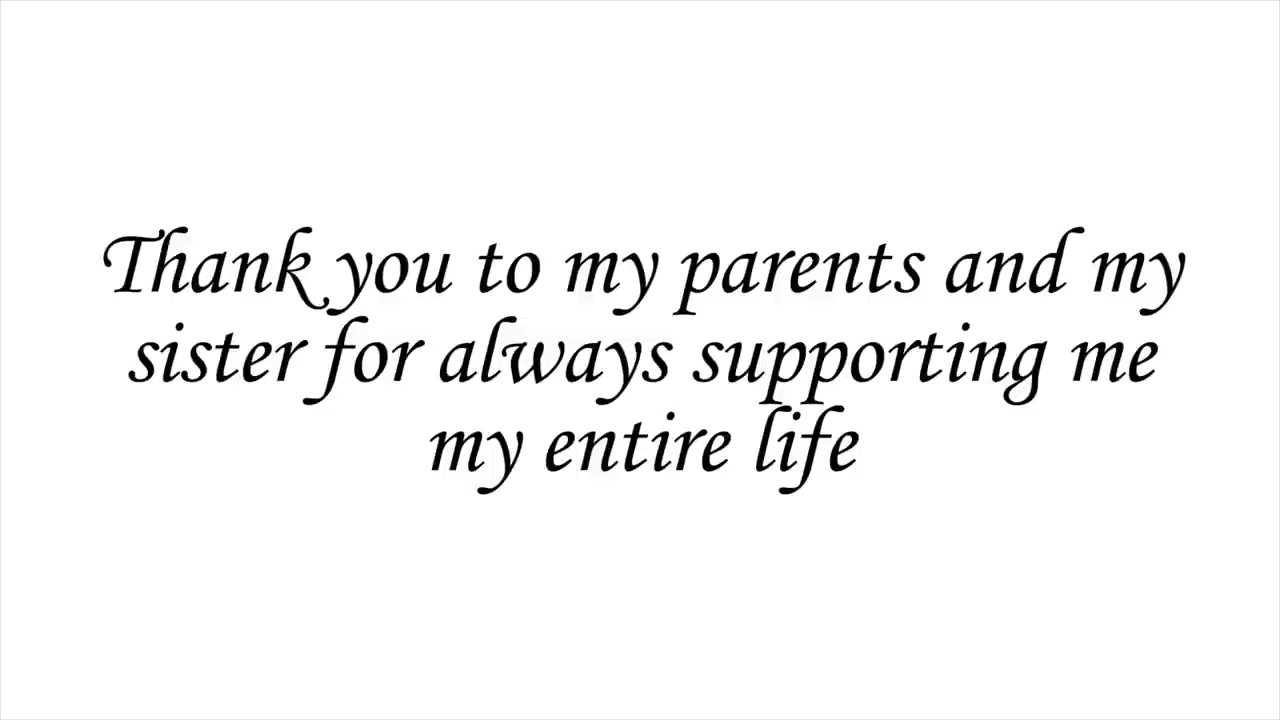 Thank you to my parents and my
sister for always supporting me
my entire life